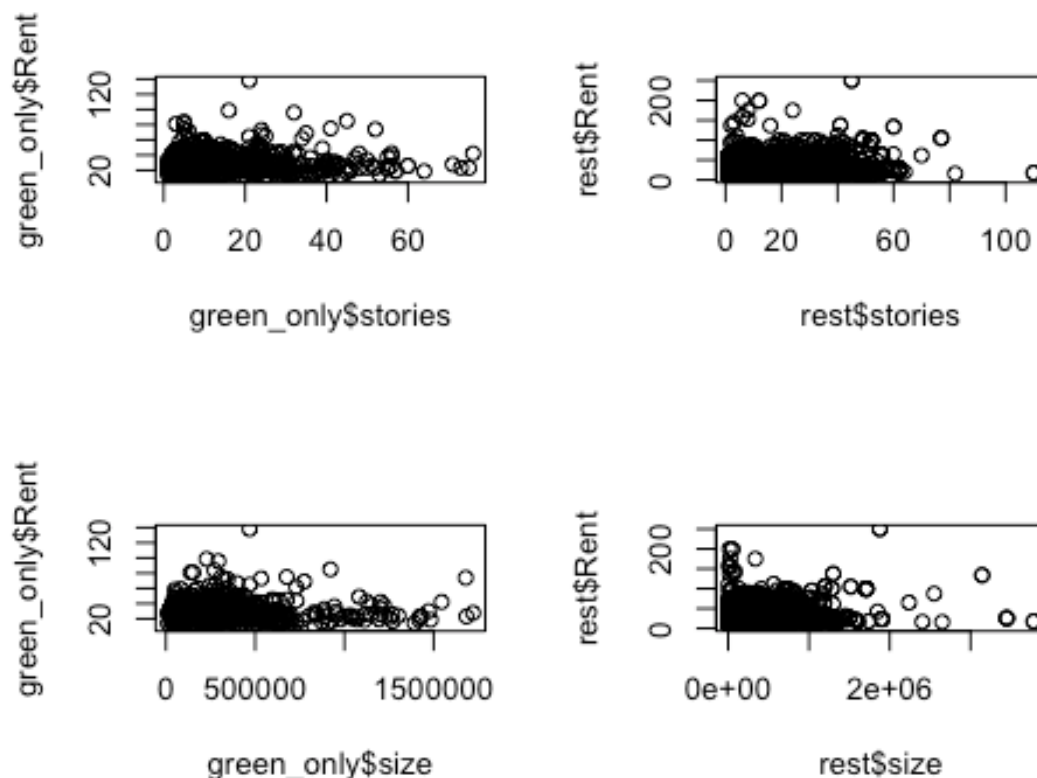 green_only$Rent
120
20
0 20 40 60
green_only$stories
rest$Rent
200
0
0 20 60 100
rest$stories
green_only$Rent
120
20
0 500000 1500000
green_only$size
rest$Rent
200
0
0e+00 2e+06
rest$size